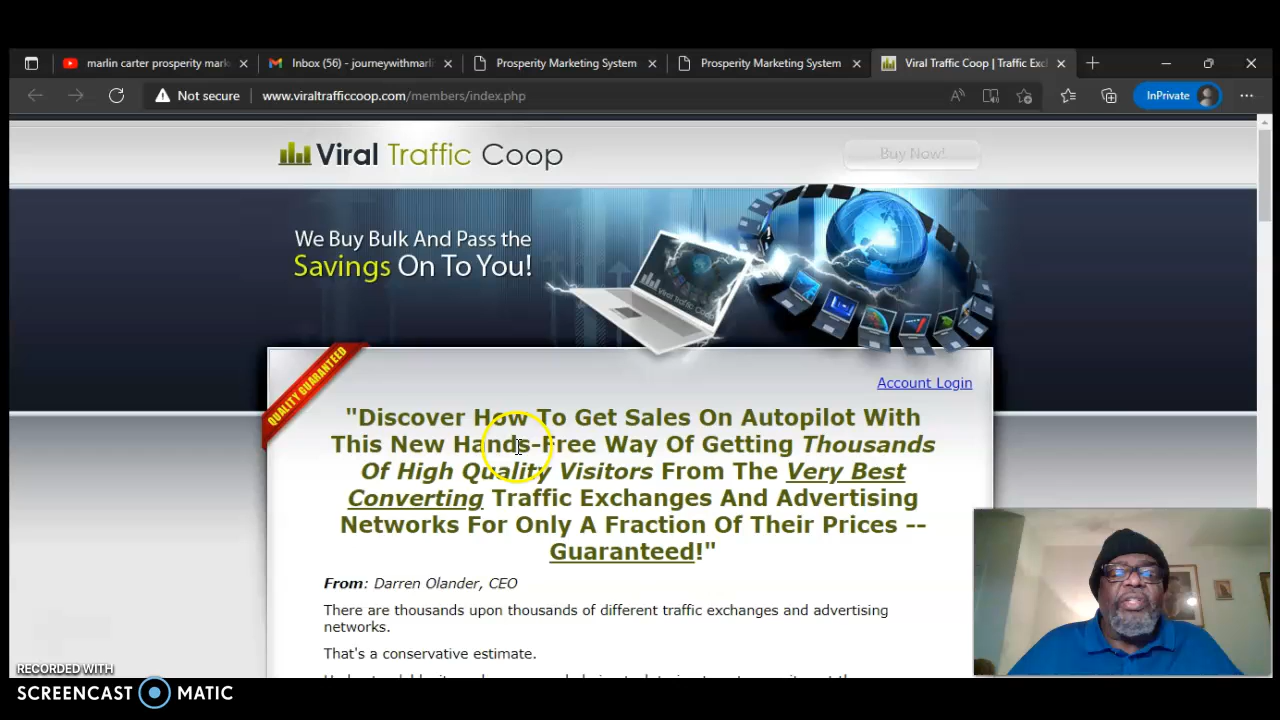 marlin carter prosperity mark
Inbox (56) - journeywithmarli
Prosperity Marketing System
Prosperity Marketing System
Viral Traffic Coop | Traffic Exc
Not secure
www.viraltrafficcoop.com/members/index.php
InPrivate
Viral Traffic Coop
Buy Now!
We Buy Bulk And Pass the
Savings On To You!
QUALITY GUARANTEED
Account Login
"Discover How To Get Sales On Autopilot With
This New Hands-Free Way Of Getting Thousands
Of High Quality Visitors From The Very Best
Converting Traffic Exchanges And Advertising
Networks For Only A Fraction Of Their Prices --
Guaranteed!"
From: Darren Olander, CEO
There are thousands upon thousands of different traffic exchanges and advertising
networks.
That's a conservative estimate.
RECORDED WITH
SCREENCAST MATIC